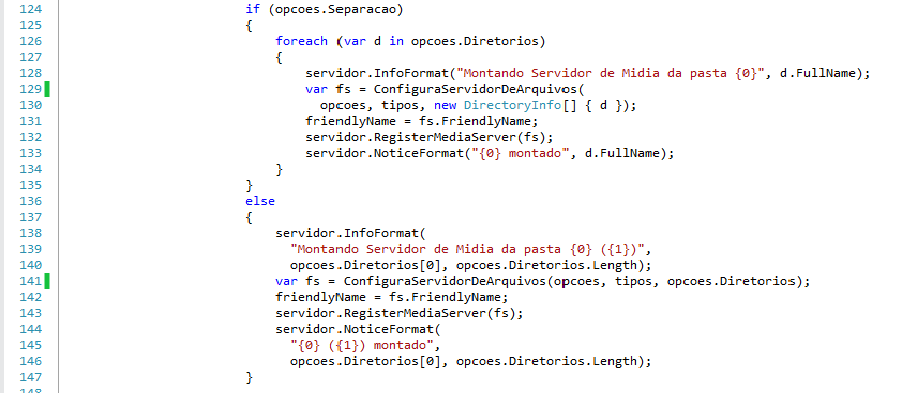 124 if (opcoes.Separacao)
125 {
126 foreach (var d in opcoes.Diretorios)
127 {
128 servidor.InfoFormat("Montando Servidor de Midia da pasta {0}", d.FullName);
129 var fs = ConfiguraServidorDeArquivos(
130 opcoes, tipos, new DirectoryInfo[] { d });
131 friendlyName = fs.FriendlyName;
132 servidor.RegisterMediaServer(fs);
133 servidor.NoticeFormat("{0} montado", d.FullName);
134 }
135 }
136 else
137 {
138 servidor.InfoFormat(
139 "Montando Servidor de Midia da pasta {0} ({1})",
140 opcoes.Diretorios[0], opcoes.Diretorios.Length);
141 var fs = ConfiguraServidorDeArquivos(opcoes, tipos, opcoes.Diretorios);
142 friendlyName = fs.FriendlyName;
143 servidor.RegisterMediaServer(fs);
144 servidor.NoticeFormat(
145 "{0} ({1}) montado",
146 opcoes.Diretorios[0], opcoes.Diretorios.Length);
147 }